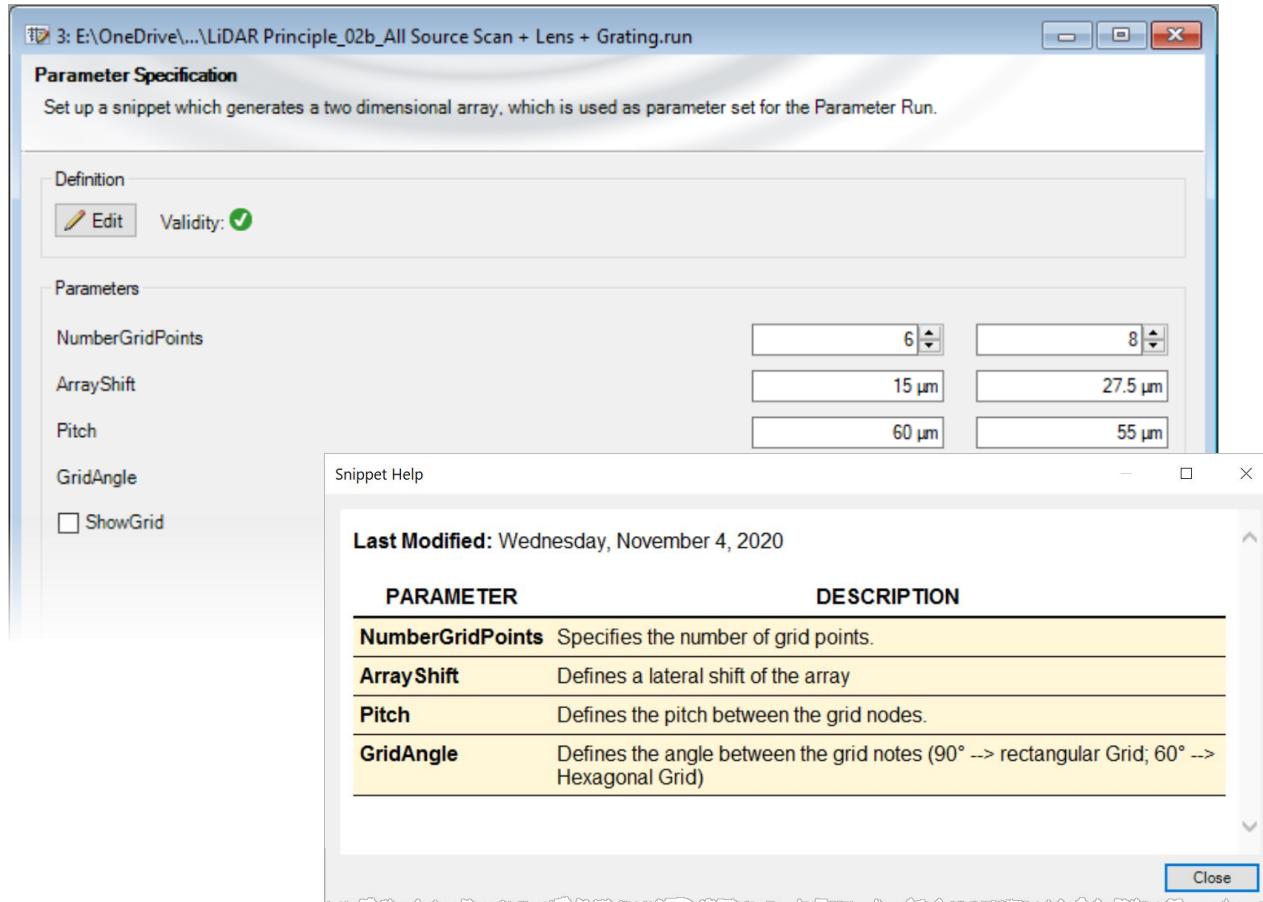 3: E:\OneDrive\...\LiDAR Principle_02b_All Source Scan + Lens + Grating.run
Parameter Specification
Set up a snippet which generates a two dimensional array, which is used as parameter set for the Parameter Run.
Definition
Edit Validity:
Parameters
NumberGridPoints 6 8
ArrayShift 15 µm 27.5 µm
Pitch 60 µm 55 µm
GridAngle
ShowGrid
Snippet Help
Last Modified: Wednesday, November 4, 2020
PARAMETER DESCRIPTION
NumberGridPoints Specifies the number of grid points.
ArrayShift Defines a lateral shift of the array
Pitch Defines the pitch between the grid nodes.
GridAngle Defines the angle between the grid notes (90° --> rectangular Grid; 60° -->
Hexagonal Grid)
Close